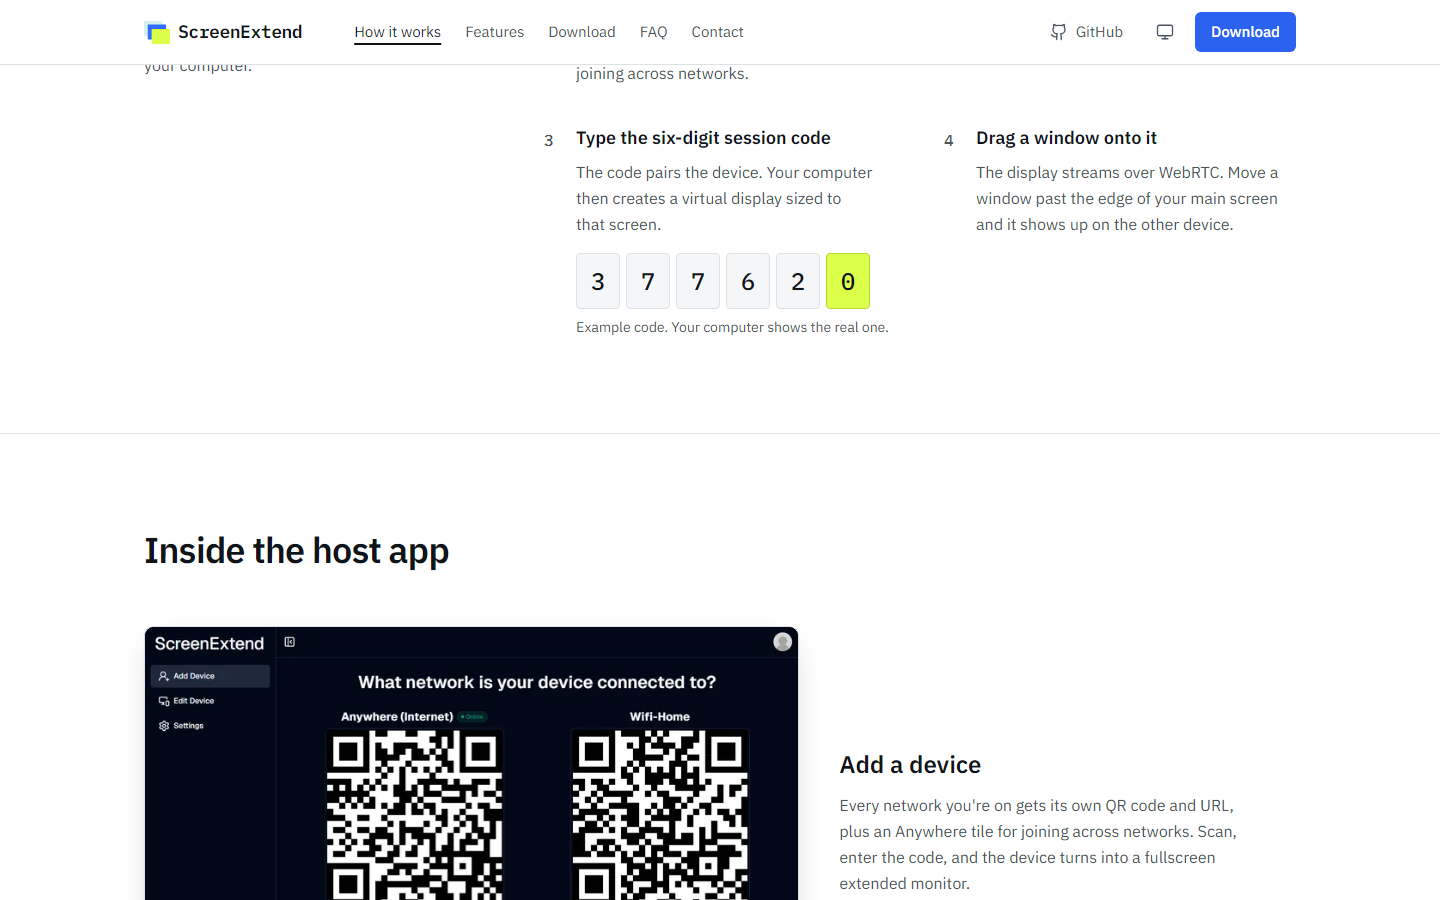 ScreenExtend
How it works
Features
Download
FAQ
Contact
GitHub
Download
your computer.
joining across networks.
3
Type the six-digit session code
The code pairs the device. Your computer
then creates a virtual display sized to
that screen.
3 7 7 6 2 0
Example code. Your computer shows the real one.
4
Drag a window onto it
The display streams over WebRTC. Move a
window past the edge of your main screen
and it shows up on the other device.
Inside the host app
ScreenExtend
Add Device
Edit Device
Settings
What network is your device connected to?
Anywhere (Internet)
Online
Wifi-Home
Add a device
Every network you're on gets its own QR code and URL,
plus an Anywhere tile for joining across networks. Scan,
enter the code, and the device turns into a fullscreen
extended monitor.